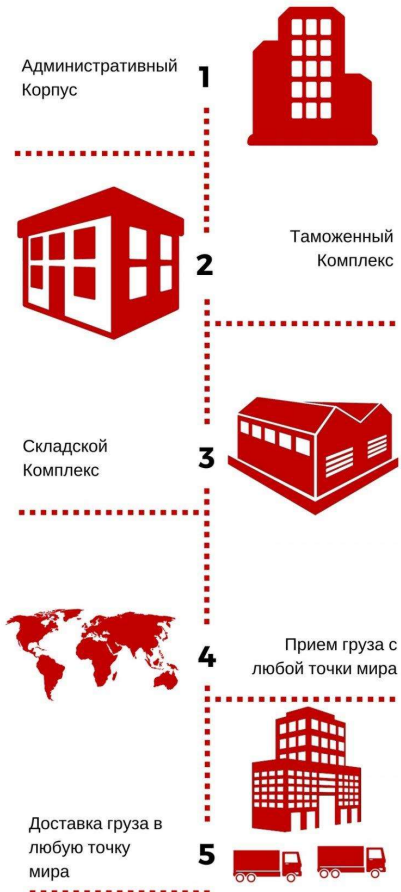 Административный
Корпус
1
2
Таможенный
Комплекс
Складской
Комплекс
3
4
Прием груза с
любой точки мира
Доставка груза в
любую точку
мира
5